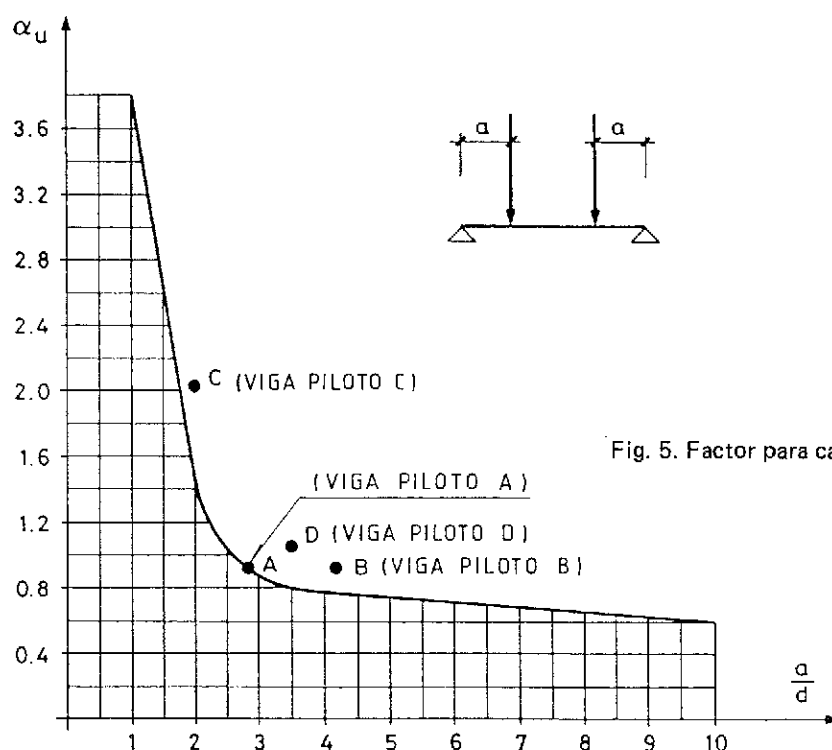 αu
3.6
3.2
2.8
2.4
2.0
1.6
1.2
0.8
0.4
a
a
C (VIGA PILOTO C)
Fig. 5. Factor para ca
(VIGA PILOTO A)
D (VIGA PILOTO D)
A
B (VIGA PILOTO B)
a
d
1 2 3 4 5 6 7 8 9 10